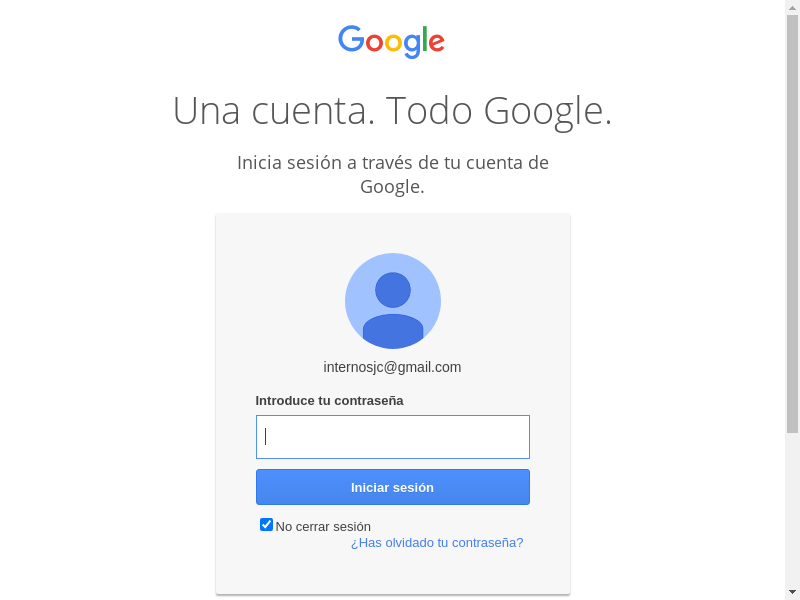 Google
Una cuenta. Todo Google.
Inicia sesión a través de tu cuenta de
Google.
internosjc@gmail.com
Introduce tu contraseña
Iniciar sesión
No cerrar sesión
¿Has olvidado tu contraseña?